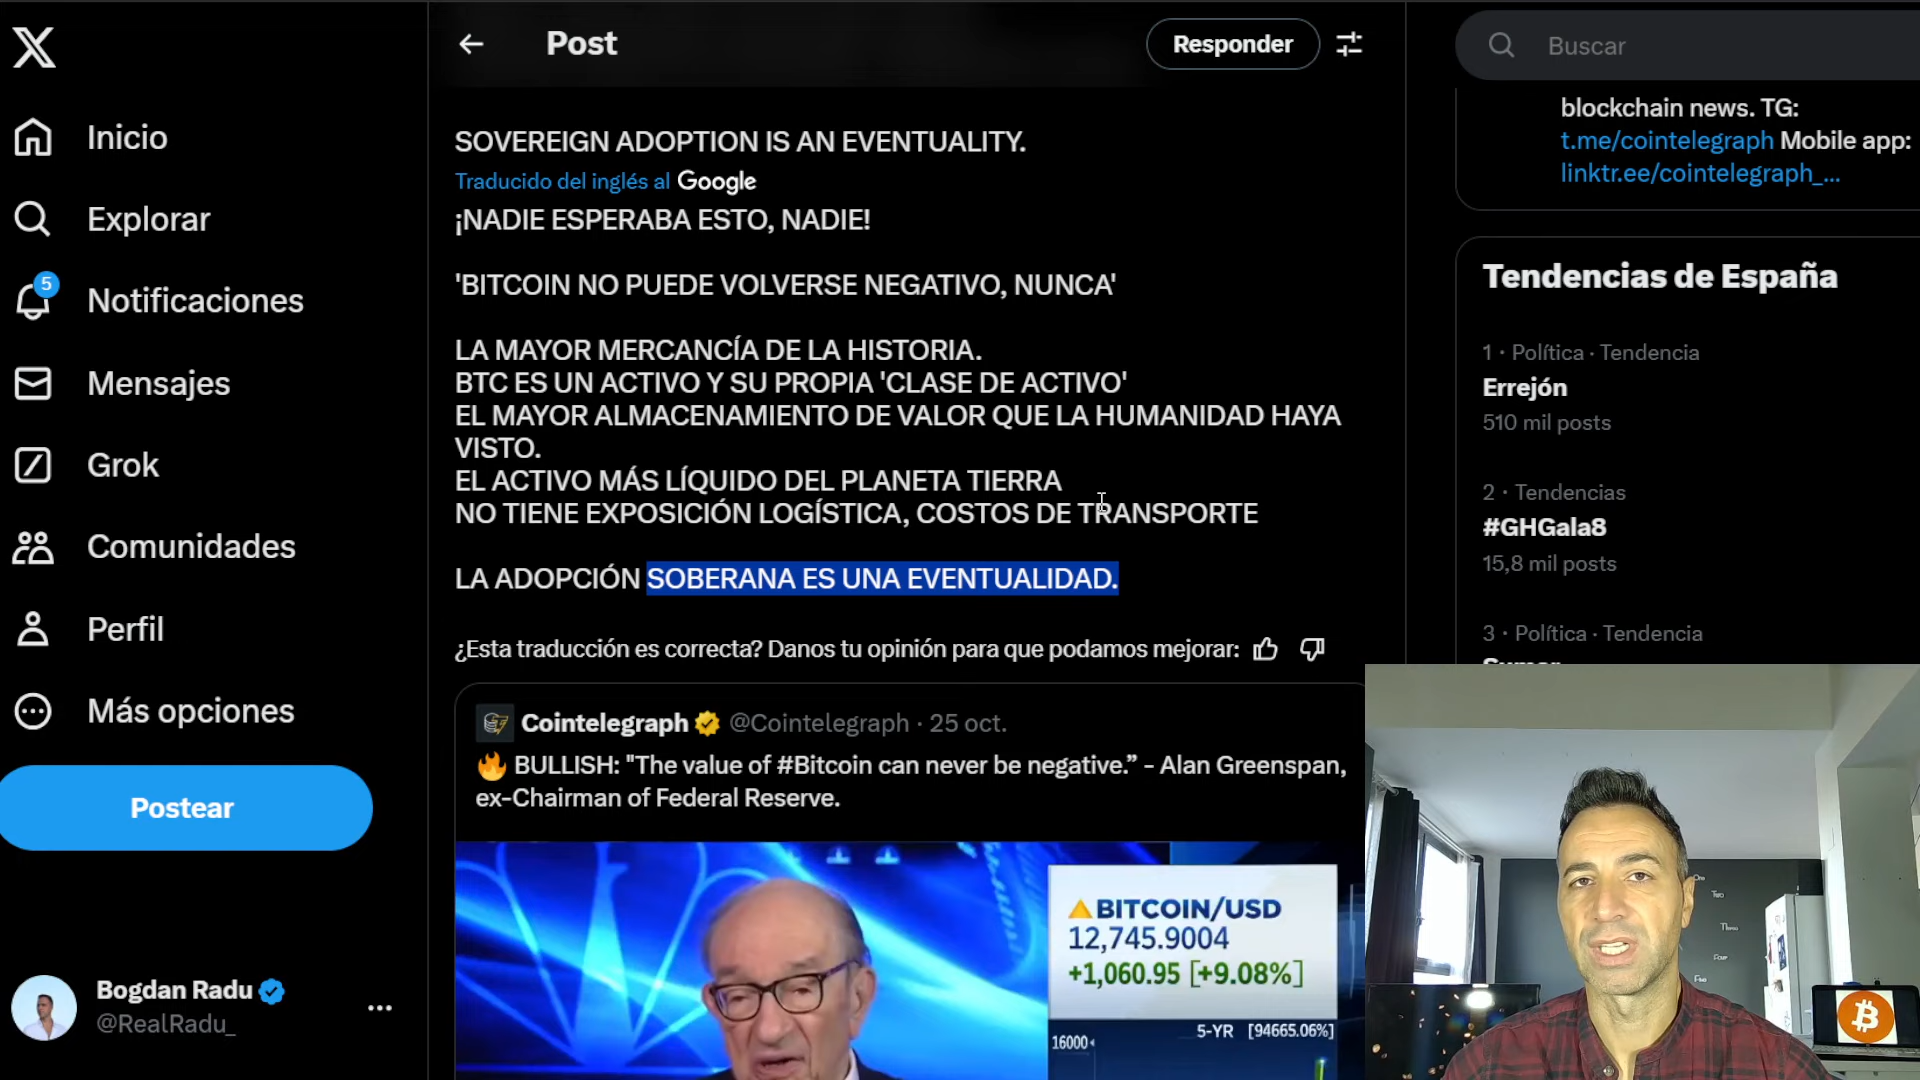 Inicio
Explorar
5
Notificaciones
Mensajes
Grok
Comunidades
Perfil
Más opciones
Postear
Bogdan Radu
@RealRadu_
Post
Responder
SOVEREIGN ADOPTION IS AN EVENTUALITY.
Traducido del inglés al Google
¡NADIE ESPERABA ESTO, NADIE!
'BITCOIN NO PUEDE VOLVERSE NEGATIVO, NUNCA'
LA MAYOR MERCANCÍA DE LA HISTORIA.
BTC ES UN ACTIVO Y SU PROPIA 'CLASE DE ACTIVO'
EL MAYOR ALMACENAMIENTO DE VALOR QUE LA HUMANIDAD HAYA
VISTO.
EL ACTIVO MÁS LÍQUIDO DEL PLANETA TIERRA
NO TIENE EXPOSICIÓN LOGÍSTICA, COSTOS DE TRANSPORTE
LA ADOPCIÓN SOBERANA ES UNA EVENTUALIDAD.
¿Esta traducción es correcta? Danos tu opinión para que podamos mejorar:
Cointelegraph @Cointelegraph · 25 oct.
BULLISH: "The value of #Bitcoin can never be negative.” - Alan Greenspan,
ex-Chairman of Federal Reserve.
BITCOIN/USD
12,745.9004
+1,060.95 [+9.08%]
5-YR [94665.06%]
16000
Buscar
blockchain news. TG:
t.me/cointelegraph Mobile app:
linktr.ee/cointelegraph_...
Tendencias de España
1 · Política · Tendencia
Errejón
510 mil posts
2 · Tendencias
#GHGala8
15,8 mil posts
3 · Política · Tendencia
One
Two
Three
Four
Five